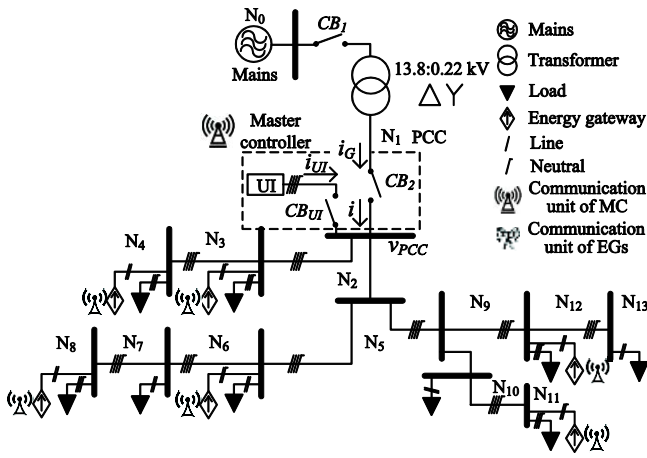 N0
CB1
Mains
13.8:0.22 kV
N1 PCC
Master controller
iG
iUI
UI
CB2
CBUI
i
vPCC
N4
N3
N2
N9
N12
N13
N8
N7
N6
N5
N10
N11
Mains
Transformer
Load
Energy gateway
Line
Neutral
Communication
unit of MC
Communication
unit of EGs